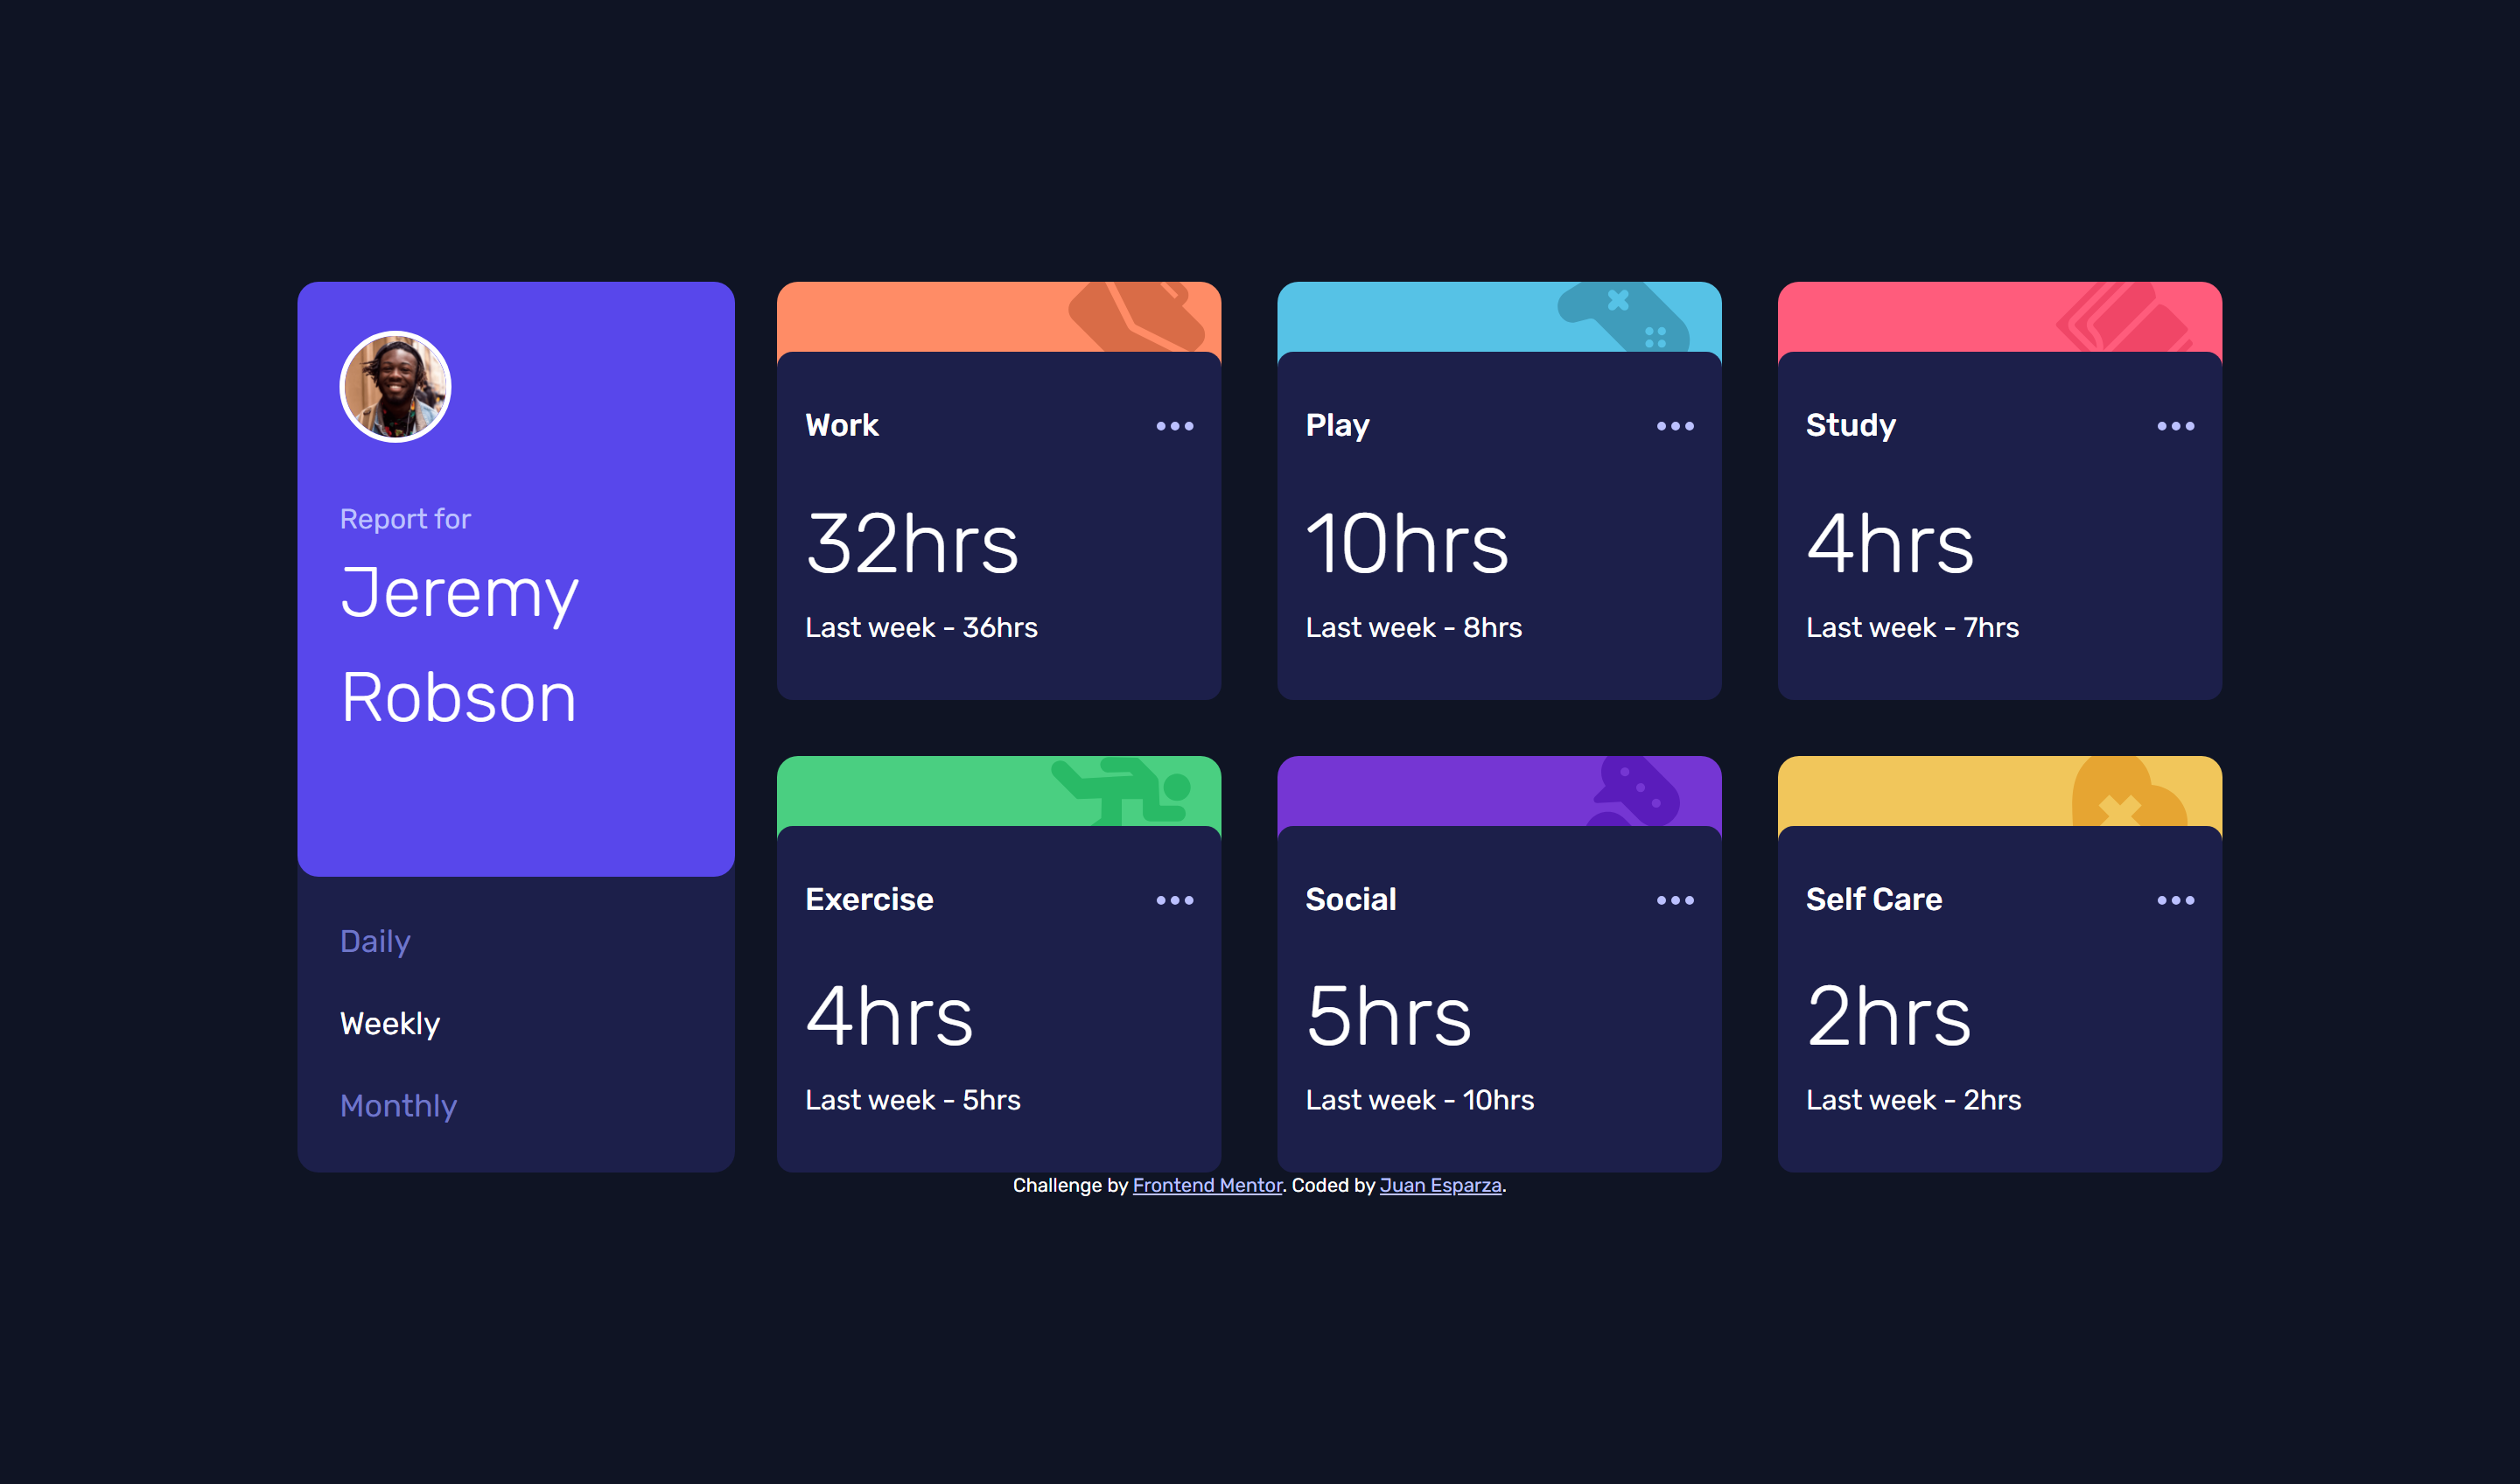 Report for
Jeremy
Robson
Daily
Weekly
Monthly
Work
32hrs
Last week - 36hrs
Play
10hrs
Last week - 8hrs
Study
4hrs
Last week - 7hrs
Exercise
4hrs
Last week - 5hrs
Social
5hrs
Last week - 10hrs
Self Care
2hrs
Last week - 2hrs
Challenge by Frontend Mentor. Coded by Juan Esparza.